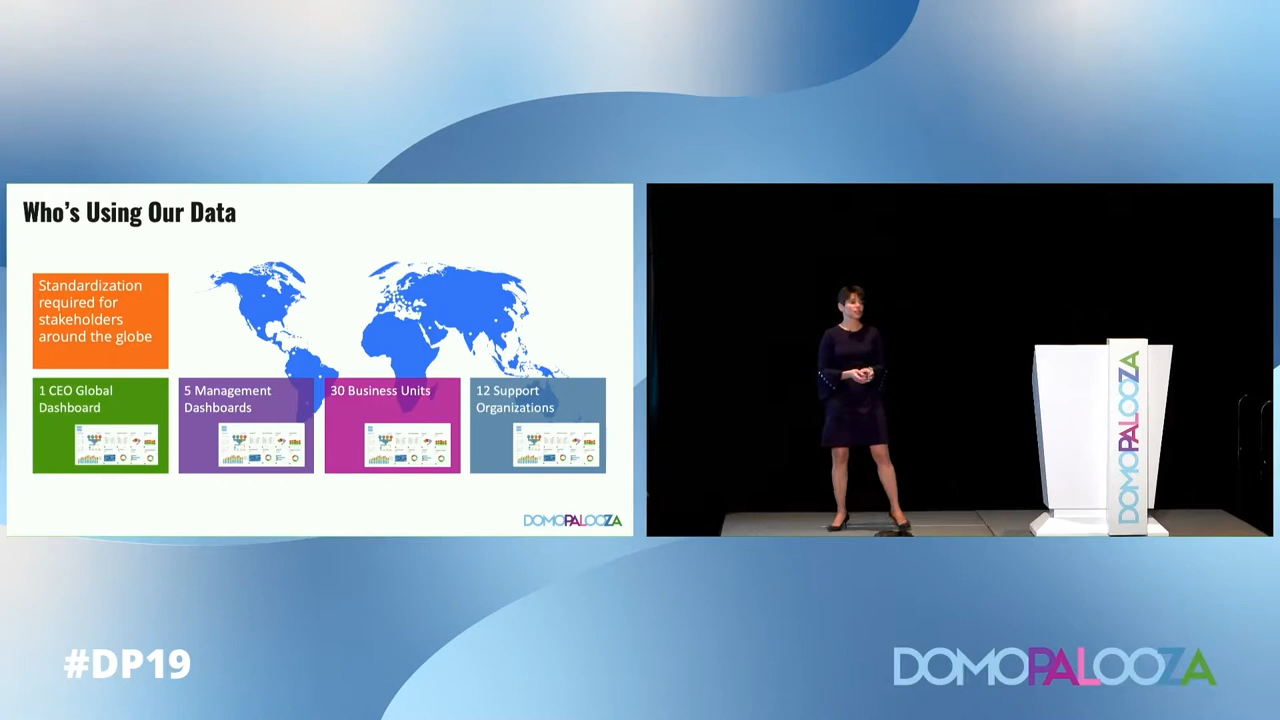 Who's Using Our Data
Standardization
required for
stakeholders
around the globe
1 CEO Global
Dashboard
5 Management
Dashboards
30 Business Units
12 Support
Organizations
DOMOPALOOZA
DOMOPALOOZA
#DP19
DOMOPALOOZA